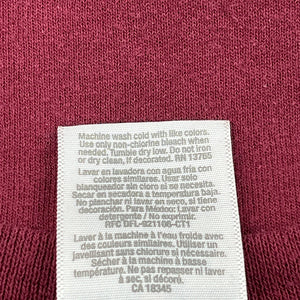 Machine wash cold with like colors.
Use only non-chlorine bleach when
needed. Tumble dry low. Do not iron
or dry clean, if decorated. RN 13765
Lavar en lavadora con agua fría con
colores similares. Usar solo
blanqueador sin cloro si se necesita.
Secar en secadora a temperatura baja.
No planchar ni lavar en seco, si tiene
decoración. Para México: Lavar con
detergente / No exprimir.
RFC DFL-921106-CT1
Laver à la machine à l'eau froide avec
des couleurs similaires. Utiliser un
javellisant sans chlore si nécessaire.
Sécher à la machine à basse
température. Ne pas repasser ni laver
à sec, si décoré.
CA 18345